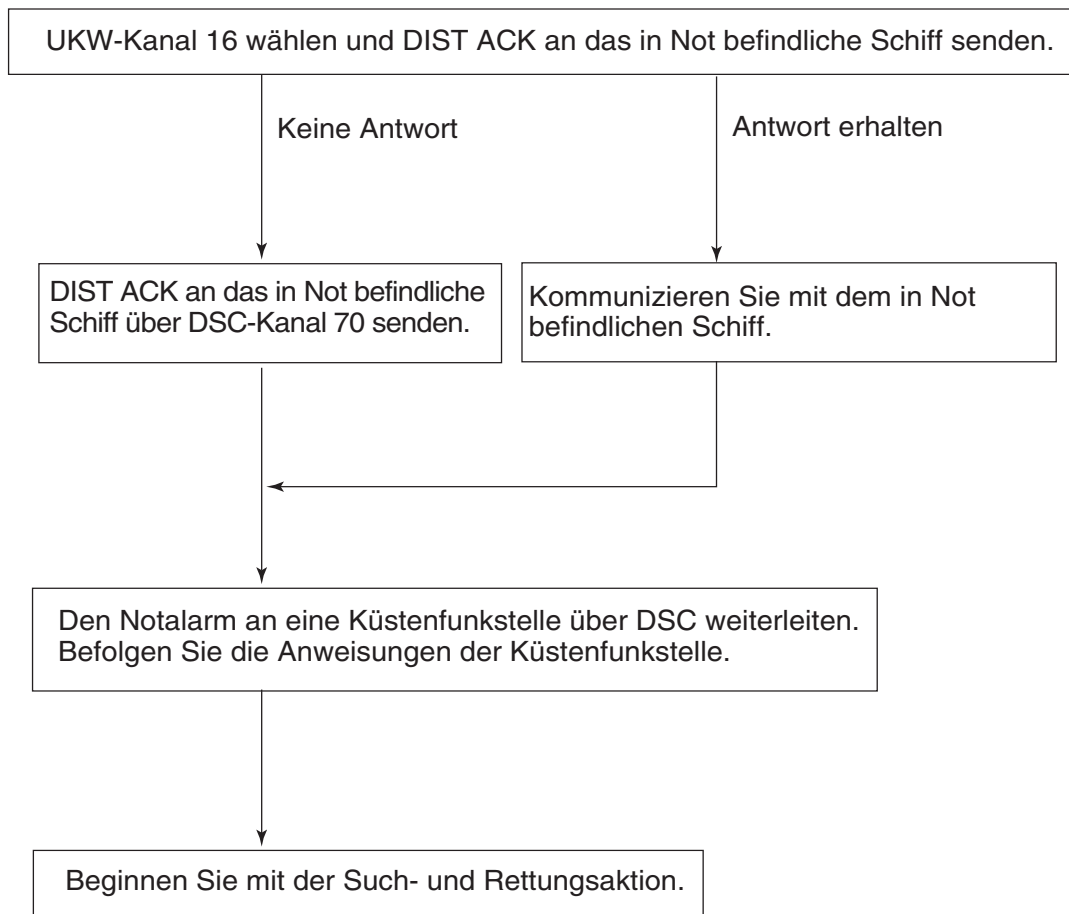 UKW-Kanal 16 wählen und DIST ACK an das in Not befindliche Schiff senden.
Keine Antwort
Antwort erhalten
DIST ACK an das in Not befindliche
Schiff über DSC-Kanal 70 senden.
Kommunizieren Sie mit dem in Not
befindlichen Schiff.
Den Notalarm an eine Küstenfunkstelle über DSC weiterleiten.
Befolgen Sie die Anweisungen der Küstenfunkstelle.
Beginnen Sie mit der Such- und Rettungsaktion.